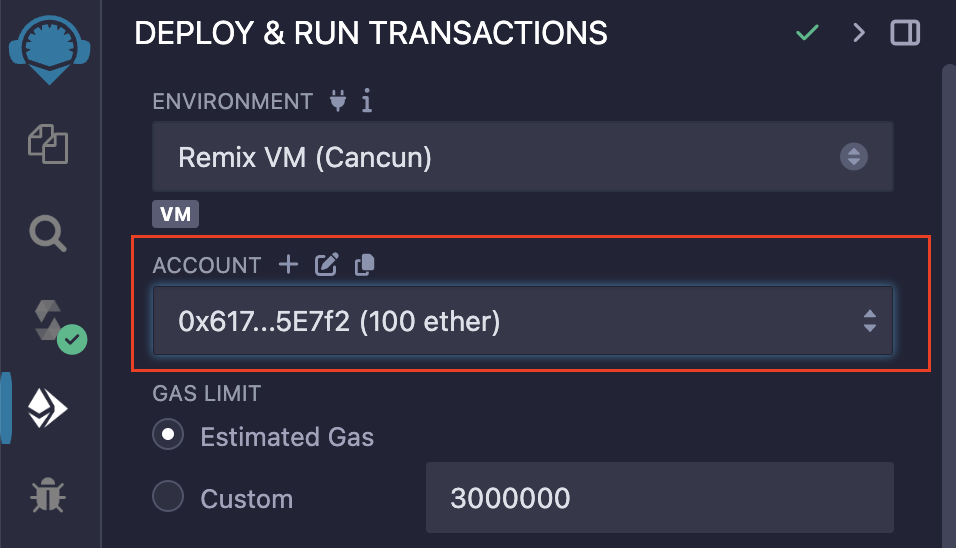 DEPLOY & RUN TRANSACTIONS
ENVIRONMENT
Remix VM (Cancun)
VM
ACCOUNT
0x617...5E7f2 (100 ether)
GAS LIMIT
Estimated Gas
Custom 3000000